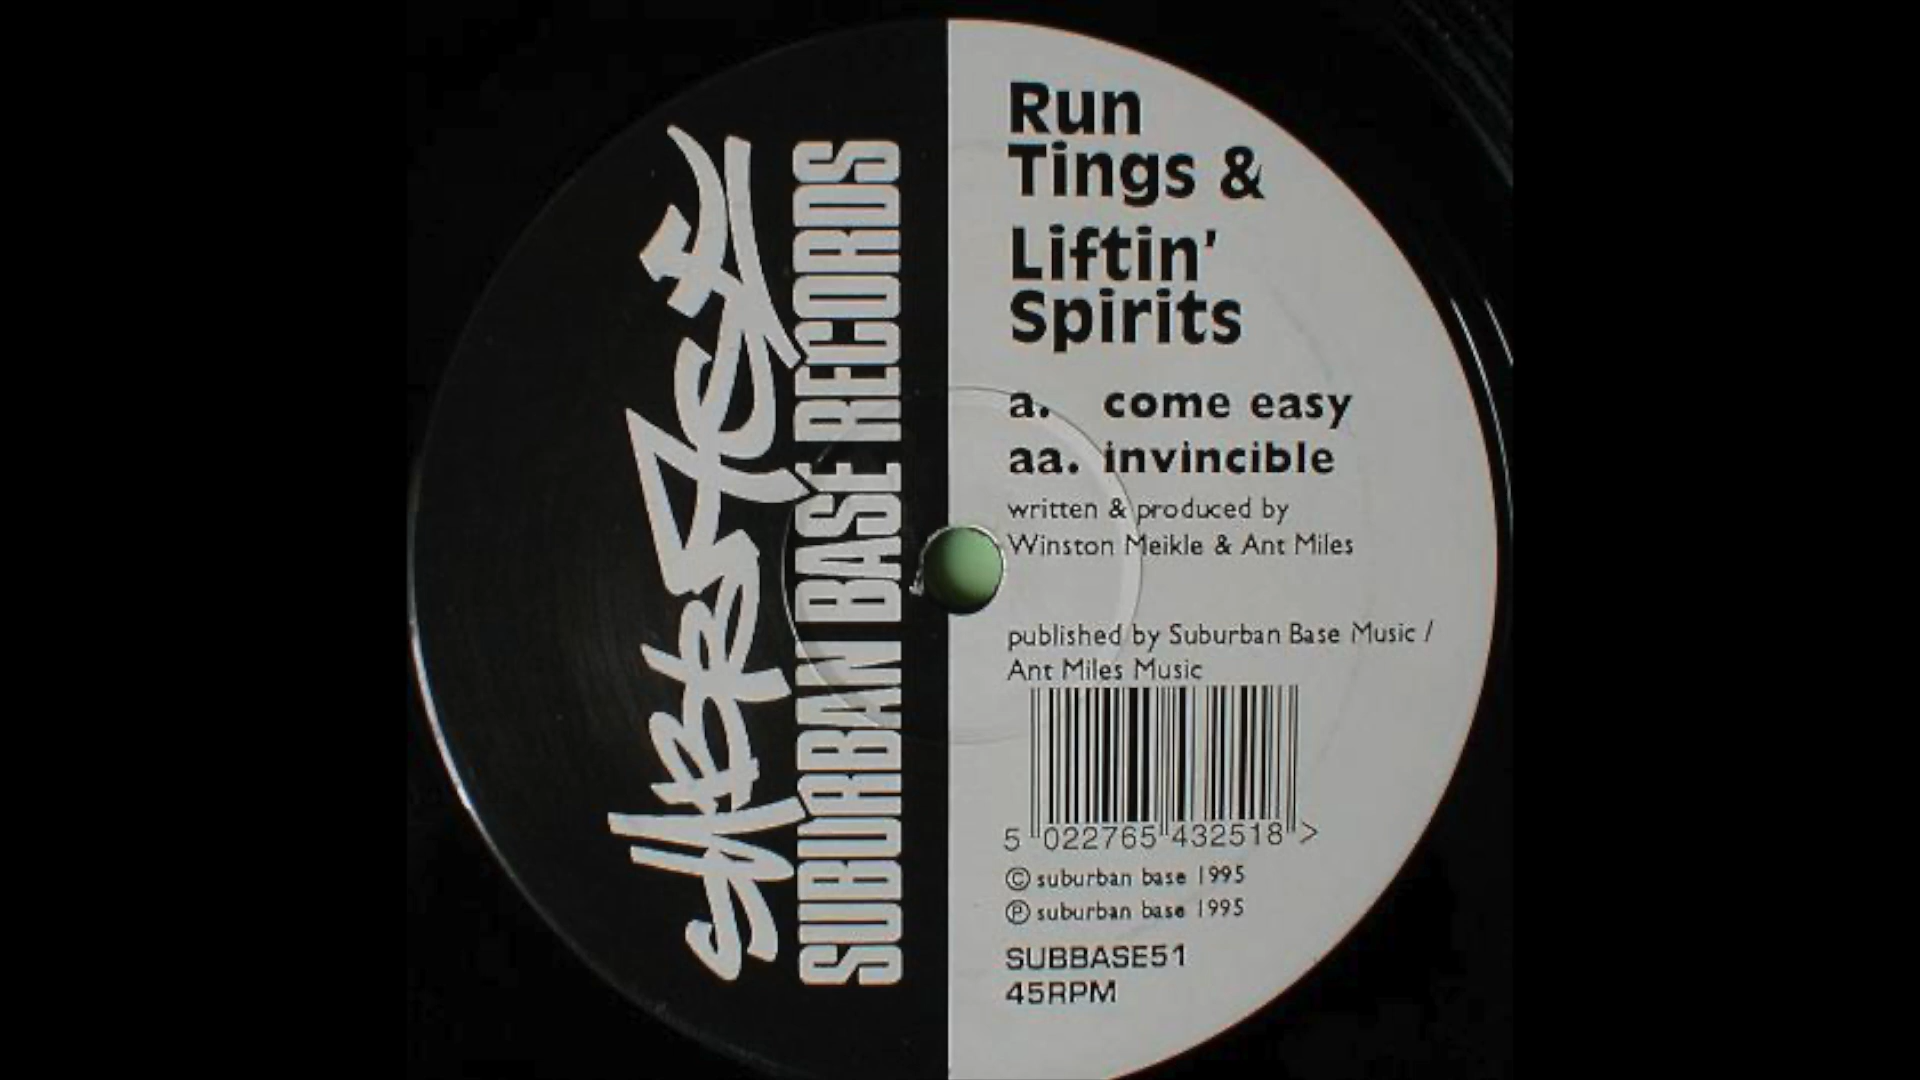 SUBURBAN BASE RECORDS
Run
Tings &
Liftin’
Spirits
a. come easy
aa. invincible
written & produced by
Winston Meikle & Ant Miles
published by Suburban Base Music /
Ant Miles Music
5 022765 432518 >
© suburban base 1995
℗ suburban base 1995
SUBBASE51
45RPM